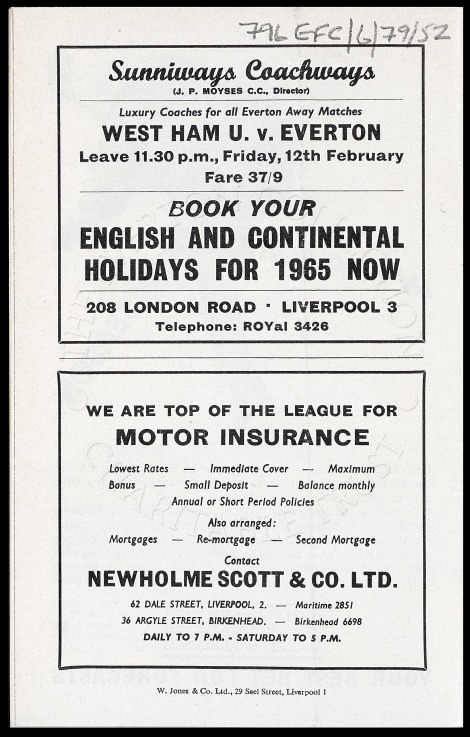 796 EFC/6/79/52
Sunniways Coachways
(J. P. MOYSES C.C., Director)
Luxury Coaches for all Everton Away Matches
WEST HAM U. v. EVERTON
Leave 11.30 p.m., Friday, 12th February
Fare 37/9
BOOK YOUR
ENGLISH AND CONTINENTAL
HOLIDAYS FOR 1965 NOW
208 LONDON ROAD · LIVERPOOL 3
Telephone: ROYal 3426
WE ARE TOP OF THE LEAGUE FOR
MOTOR INSURANCE
Lowest Rates — Immediate Cover — Maximum
Bonus — Small Deposit — Balance monthly
Annual or Short Period Policies
Also arranged:
Mortgages — Re-mortgage — Second Mortgage
Contact
NEWHOLME SCOTT & CO. LTD.
62 DALE STREET, LIVERPOOL, 2. — Maritime 2851
36 ARGYLE STREET, BIRKENHEAD. — Birkenhead 6698
DAILY TO 7 P.M. - SATURDAY TO 5 P.M.
W. Jones & Co. Ltd., 29 Seel Street, Liverpool 1